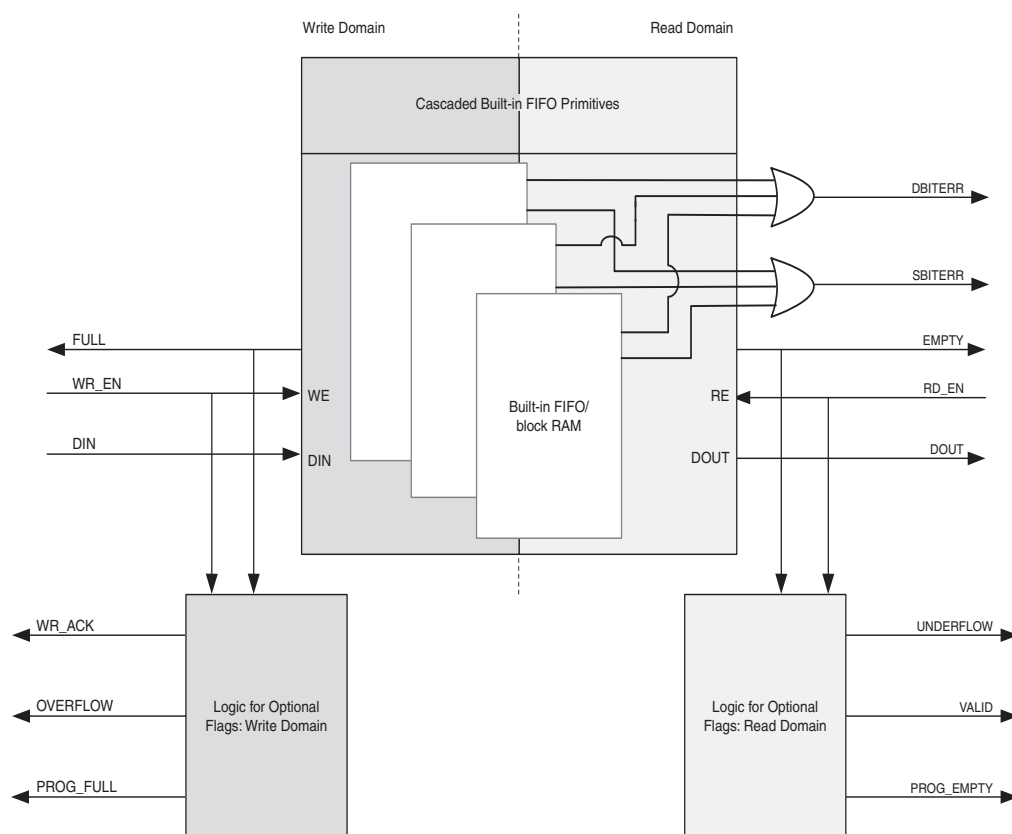 Write Domain
Read Domain
Cascaded Built-in FIFO Primitives
DBITERR
SBITERR
FULL
EMPTY
WR_EN
WE
RE
RD_EN
Built-in FIFO/
block RAM
DIN
DIN
DOUT
DOUT
WR_ACK
UNDERFLOW
OVERFLOW
Logic for Optional
Flags: Write Domain
Logic for Optional
Flags: Read Domain
VALID
PROG_FULL
PROG_EMPTY